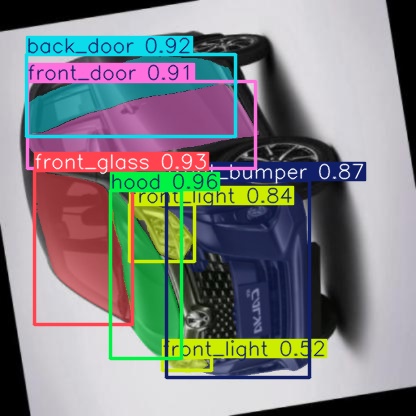 back_door 0.92
front_door 0.91
front_glass 0.93
_bumper 0.87
hood 0.96
front_light 0.84
front_light 0.52